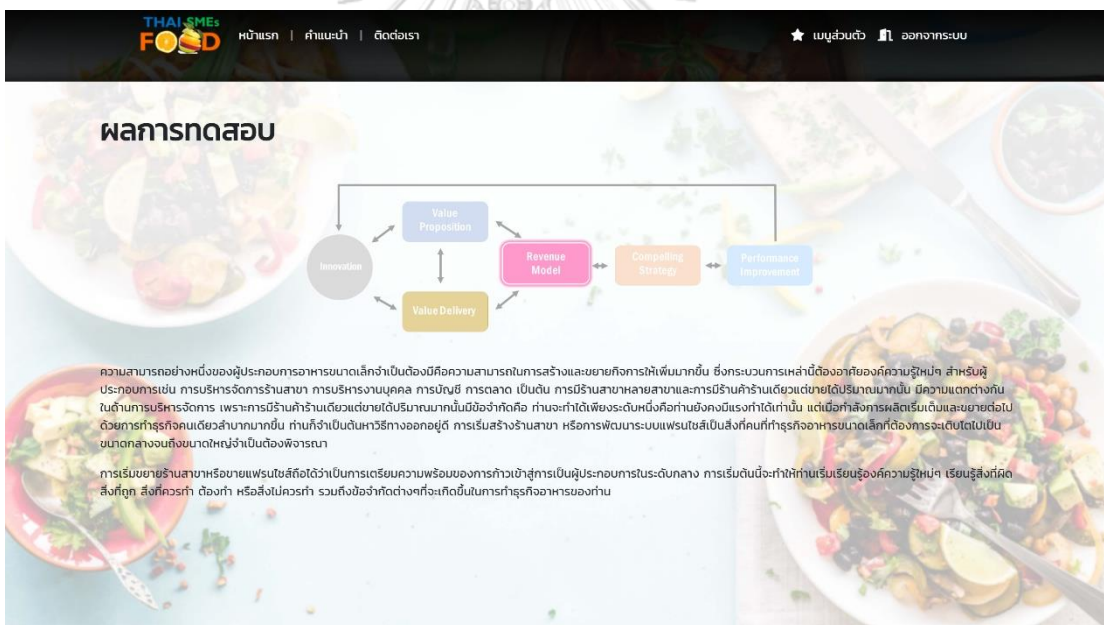 THAI SMEs
FOOD
หน้าแรก | คำแนะนำ | ติดต่อเรา
เมนูส่วนตัว
ออกจากระบบ
ผลการทดสอบ
Value
Proposition
Innovation
Revenue
Model
Compelling
Strategy
Performance
Improvement
Value Delivery
ความสามารถอย่างหนึ่งของผู้ประกอบการอาหารขนาดเล็กจำเป็นต้องมีคือความสามารถในการสร้างและขยายกิจการให้เพิ่มมากขึ้น ซึ่งกระบวนการเหล่านี้ต้องอาศัยองค์ความรู้ใหม่ๆ สำหรับผู้
ประกอบการเช่น การบริหารจัดการร้านสาขา การบริหารงานบุคคล การบัญชี การตลาด เป็นต้น การมีร้านสาขาหลายสาขาและการมีร้านค้าร้านเดียวแต่ขายได้ปริมาณมากนั้น มีความแตกต่างกัน
ในด้านการบริหารจัดการ เพราะการมีร้านค้าร้านเดียวแต่ขายได้ปริมาณมากนั้นมีข้อจำกัดคือ ท่านจะทำได้เพียงระดับหนึ่งคือท่านยังคงมีแรงทำได้เท่านั้น แต่เมื่อกำลังการผลิตเริ่มเต็มและขยายต่อไป
ด้วยการทำธุรกิจคนเดียวลำบากมากขึ้น ท่านก็จำเป็นต้นหาวิธีทางออกอยู่ดี การเริ่มสร้างร้านสาขา หรือการพัฒนาระบบแฟรนไชส์เป็นสิ่งที่คนที่ทำธุรกิจอาหารขนาดเล็กที่ต้องการจะเติบโตไปเป็น
ขนาดกลางจนถึงขนาดใหญ่จำเป็นต้องพิจารณา
การเริ่มขยายร้านสาขาหรือขายแฟรนไชส์ถือได้ว่าเป็นการเตรียมความพร้อมของการก้าวเข้าสู่การเป็นผู้ประกอบการในระดับกลาง การเริ่มต้นนี้จะทำให้ท่านเริ่มเรียนรู้องค์ความรู้ใหม่ๆ เรียนรู้สิ่งที่ผิด
สิ่งที่ถูก สิ่งที่ควรทำ ต้องทำ หรือสิ่งไม่ควรทำ รวมถึงข้อจำกัดต่างๆที่จะเกิดขึ้นในการทำธุรกิจอาหารของท่าน